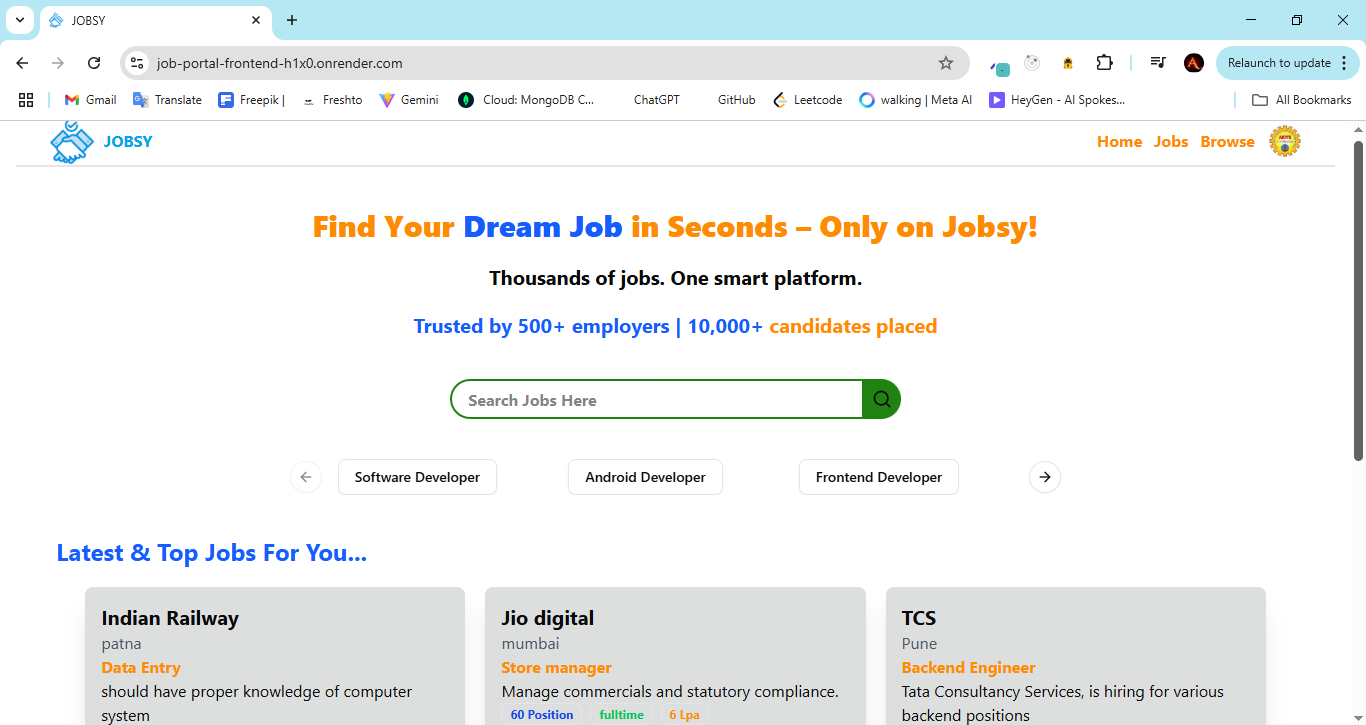 JOBSY
job-portal-frontend-h1x0.onrender.com
A
Relaunch to update
Gmail Translate Freepik | Freshto Gemini Cloud: MongoDB C... ChatGPT GitHub Leetcode walking | Meta AI HeyGen - AI Spokes... All Bookmarks
JOBSY Home Jobs Browse
Find Your Dream Job in Seconds – Only on Jobsy!
Thousands of jobs. One smart platform.
Trusted by 500+ employers | 10,000+ candidates placed
Search Jobs Here
Software Developer Android Developer Frontend Developer
Latest & Top Jobs For You...
Indian Railway
patna
Data Entry
should have proper knowledge of computer
system
Jio digital
mumbai
Store manager
Manage commercials and statutory compliance.
60 Position fulltime 6 Lpa
TCS
Pune
Backend Engineer
Tata Consultancy Services, is hiring for various
backend positions